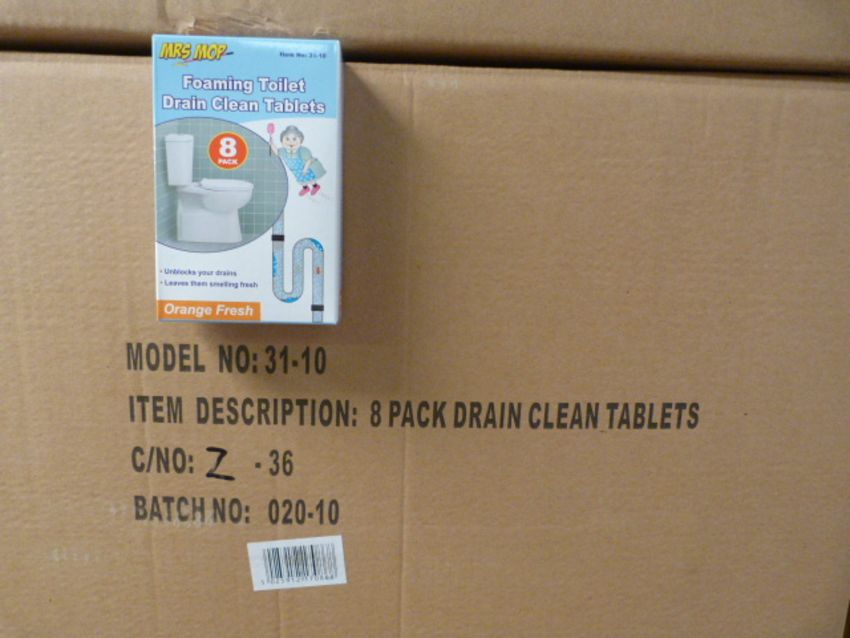 MRS MOP
Item No: 31-10
Foaming Toilet
Drain Clean Tablets
8
PACK
• Unblocks your drains
• Leaves them smelling fresh
Orange Fresh
MODEL NO: 31-10
ITEM DESCRIPTION: 8 PACK DRAIN CLEAN TABLETS
C/NO: Z - 36
BATCH NO: 020-10